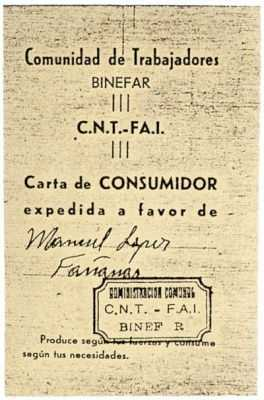 Comunidad de Trabajadores
BINEFAR
C.N.T.-F.A.I.
Carta de CONSUMIDOR
expedida a favor de
Manuel Lopez
Fañanas
ADMINISTRACION COMUNAL
C.N.T. - F.A.I.
BINEF R
Produce según tus fuerzas y consume
según tus necesidades.